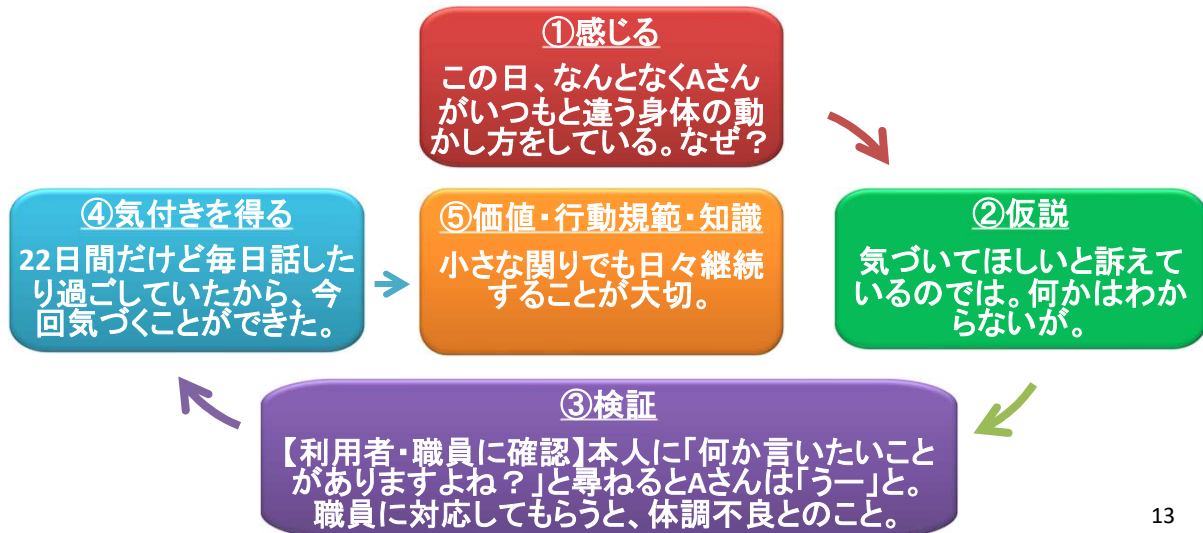 ①感じる
この日、なんとなくAさん
がいつもと違う身体の動
かし方をしている。なぜ？
②仮説
気づいてほしいと訴えて
いるのでは。何かはわか
らないが。
③検証
【利用者・職員に確認】本人に「何か言いたいこと
がありますよね？」と尋ねるとAさんは「うー」と。
職員に対応してもらうと、体調不良とのこと。
④気付きを得る
22日間だけど毎日話した
り過ごしていたから、今
回気づくことができた。
⑤価値・行動規範・知識
小さな関りでも日々継続
することが大切。
13